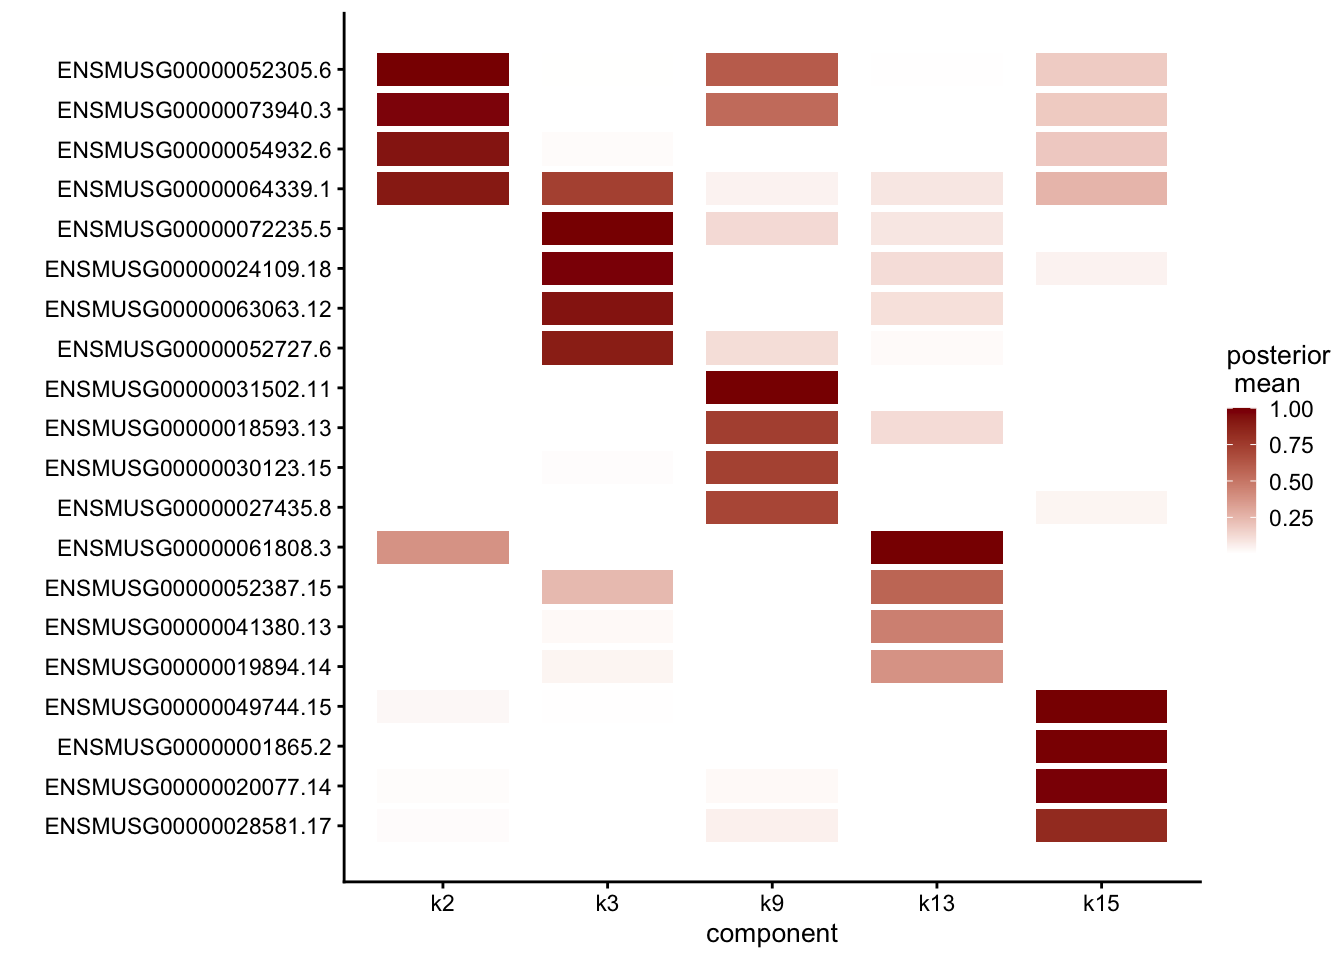 ENSMUSG00000052305.6
ENSMUSG00000073940.3
ENSMUSG00000054932.6
ENSMUSG00000064339.1
ENSMUSG00000072235.5
ENSMUSG00000024109.18
ENSMUSG00000063063.12
ENSMUSG00000052727.6
ENSMUSG00000031502.11
ENSMUSG00000018593.13
ENSMUSG00000030123.15
ENSMUSG00000027435.8
ENSMUSG00000061808.3
ENSMUSG00000052387.15
ENSMUSG00000041380.13
ENSMUSG00000019894.14
ENSMUSG00000049744.15
ENSMUSG00000001865.2
ENSMUSG00000020077.14
ENSMUSG00000028581.17
k2 k3 k9 k13 k15
component
posterior
mean
1.00
0.75
0.50
0.25